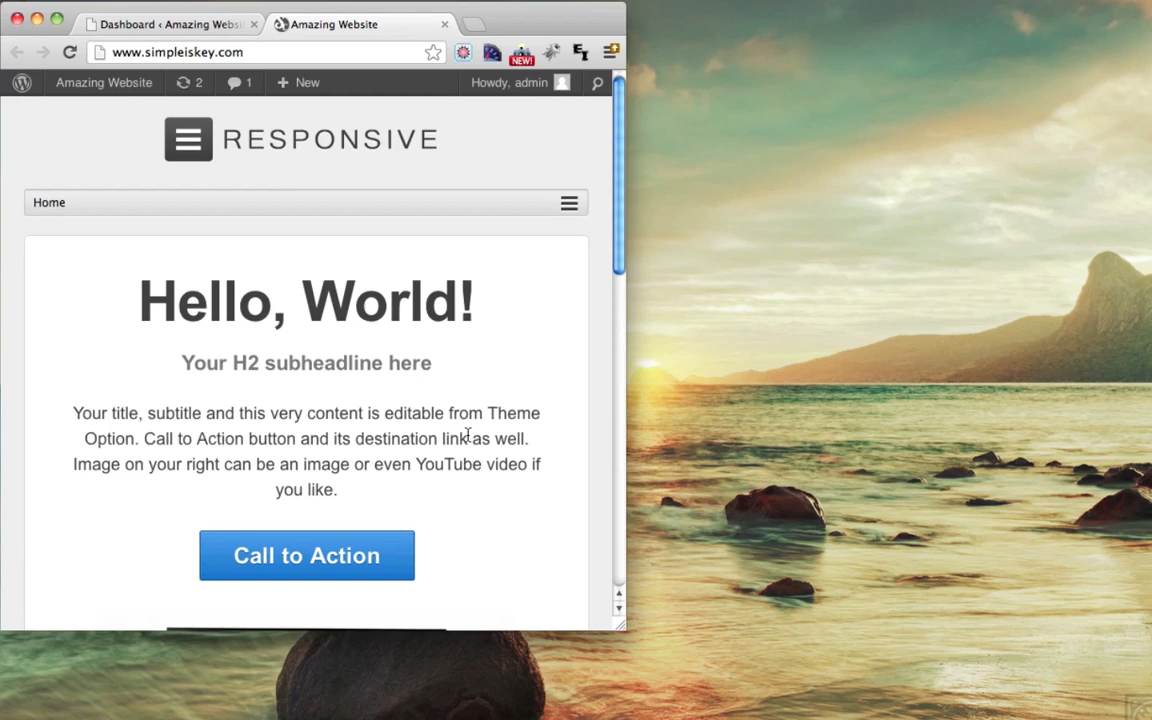 Dashboard ‹ Amazing Websi
Amazing Website
www.simpleiskey.com
NEW!
Amazing Website
2
1
New
Howdy, admin
RESPONSIVE
Home
Hello, World!
Your H2 subheadline here
Your title, subtitle and this very content is editable from Theme
Option. Call to Action button and its destination link as well.
Image on your right can be an image or even YouTube video if
you like.
Call to Action